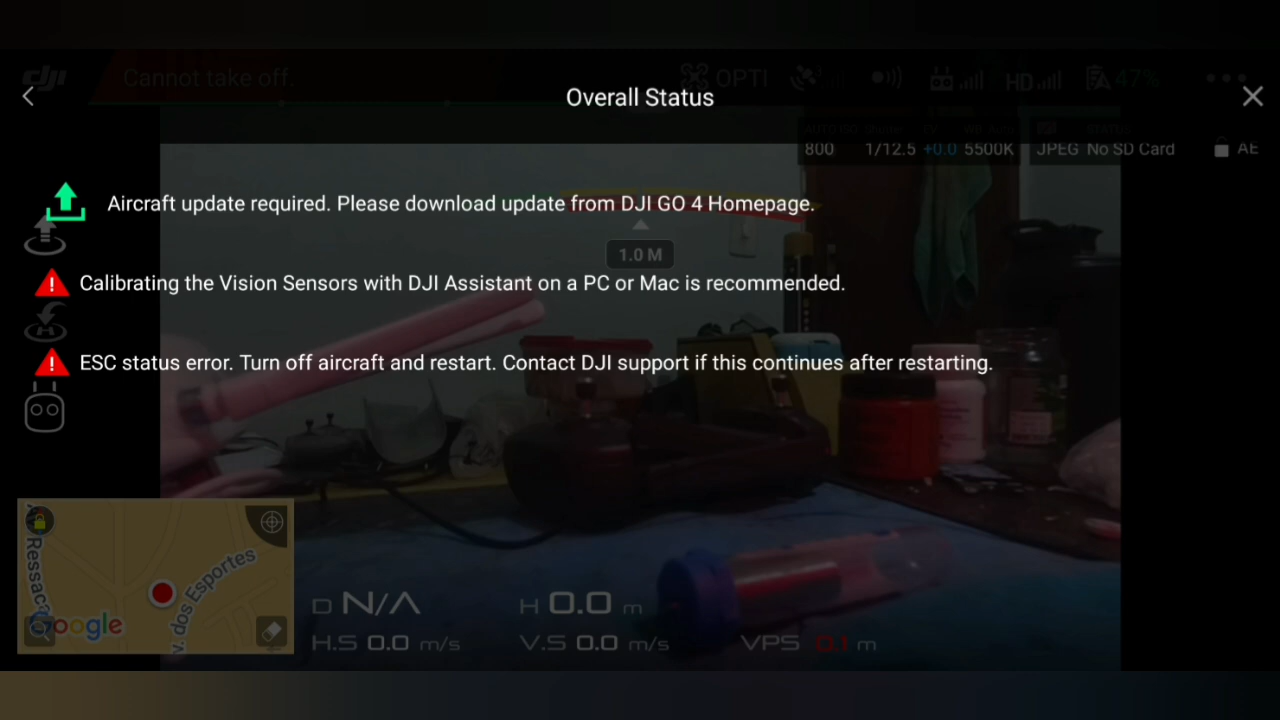 dji
Cannot take off.
OPTI
HD
47%
Overall Status
800 1/12.5 +0.0 5500K JPEG No SD Card AE
Aircraft update required. Please download update from DJI GO 4 Homepage.
1.0 M
Calibrating the Vision Sensors with DJI Assistant on a PC or Mac is recommended.
ESC status error. Turn off aircraft and restart. Contact DJI support if this continues after restarting.
Ressaca
v. dos Esportes
Google
D N/A H 0.0 m
H.S 0.0 m/s V.S 0.0 m/s VPS 0.1 m